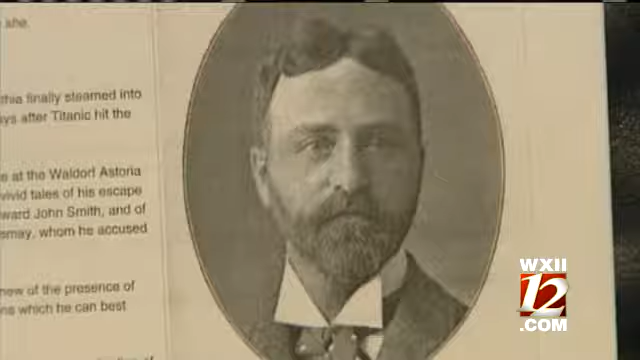 she.
hia finally steamed into
ys after Titanic hit the
e at the Waldorf Astoria
vivid tales of his escape
ward John Smith, and of
smay, whom he accused
new of the presence of
ns which he can best
of
WXII
12
.COM